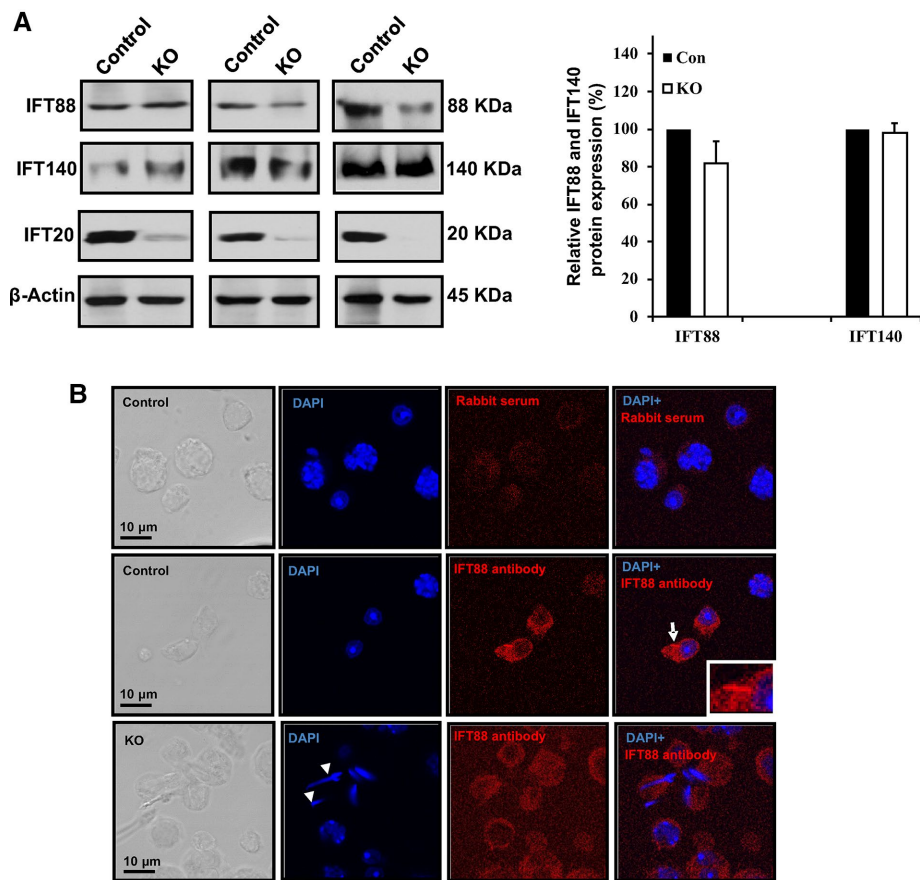 A
Control KO Control KO Control KO
IFT88
88 KDa
IFT140
140 KDa
IFT20
20 KDa
β-Actin
45 KDa
Relative IFT88 and IFT140
protein expression (%)
140
120
100
80
60
40
20
0
Con
KO
IFT88
IFT140
B
Control
10 µm
DAPI
Rabbit serum
DAPI+
Rabbit serum
Control
10 µm
DAPI
IFT88 antibody
DAPI+
IFT88 antibody
KO
10 µm
DAPI
IFT88 antibody
DAPI+
IFT88 antibody